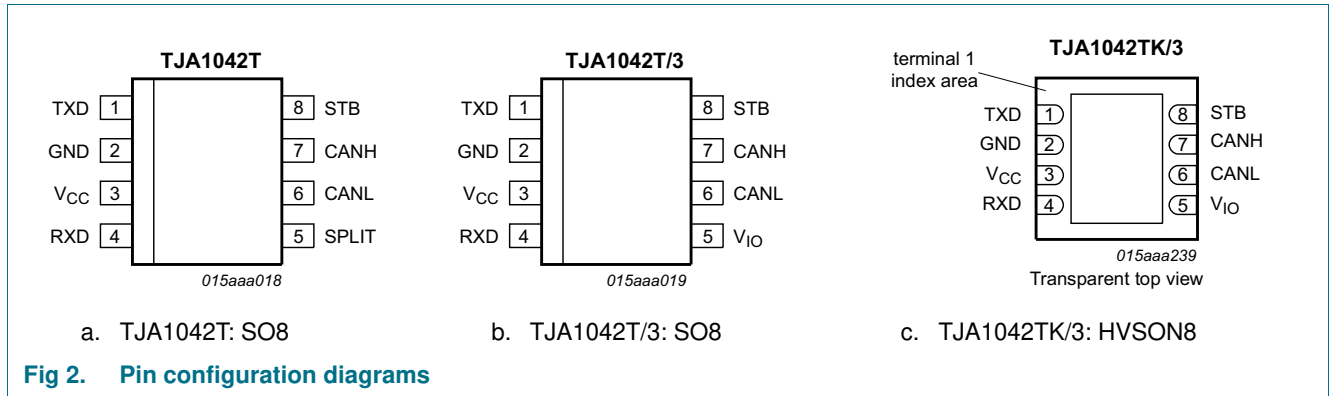 TJA1042T
TXD 1
GND 2
VCC 3
RXD 4
8 STB
7 CANH
6 CANL
5 SPLIT
015aaa018
a. TJA1042T: SO8
TJA1042T/3
TXD 1
GND 2
VCC 3
RXD 4
8 STB
7 CANH
6 CANL
5 VIO
015aaa019
b. TJA1042T/3: SO8
TJA1042TK/3
terminal 1
index area
TXD 1
GND 2
VCC 3
RXD 4
8 STB
7 CANH
6 CANL
5 VIO
015aaa239
Transparent top view
c. TJA1042TK/3: HVSON8
Fig 2. Pin configuration diagrams